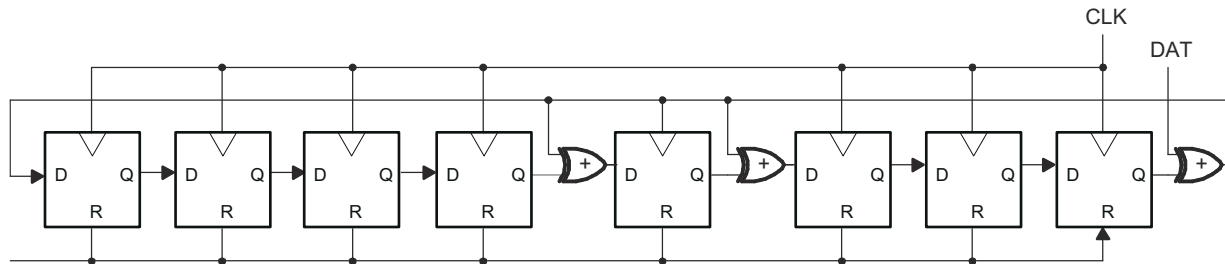 CLK
DAT
D Q D Q D Q D Q + D Q + D Q D Q D Q +
R R R R R R R R